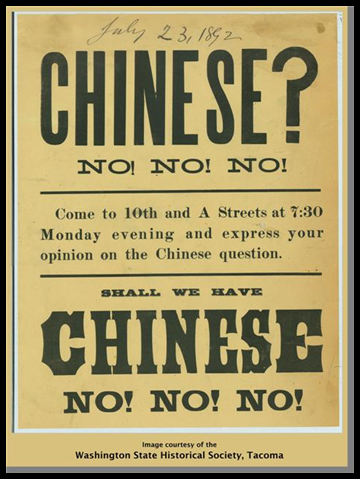 July 23, 1892
CHINESE?
NO! NO! NO!
Come to 10th and A Streets at 7:30
Monday evening and express your
opinion on the Chinese question.
SHALL WE HAVE
CHINESE
NO! NO! NO!
Image courtesy of the
Washington State Historical Society, Tacoma